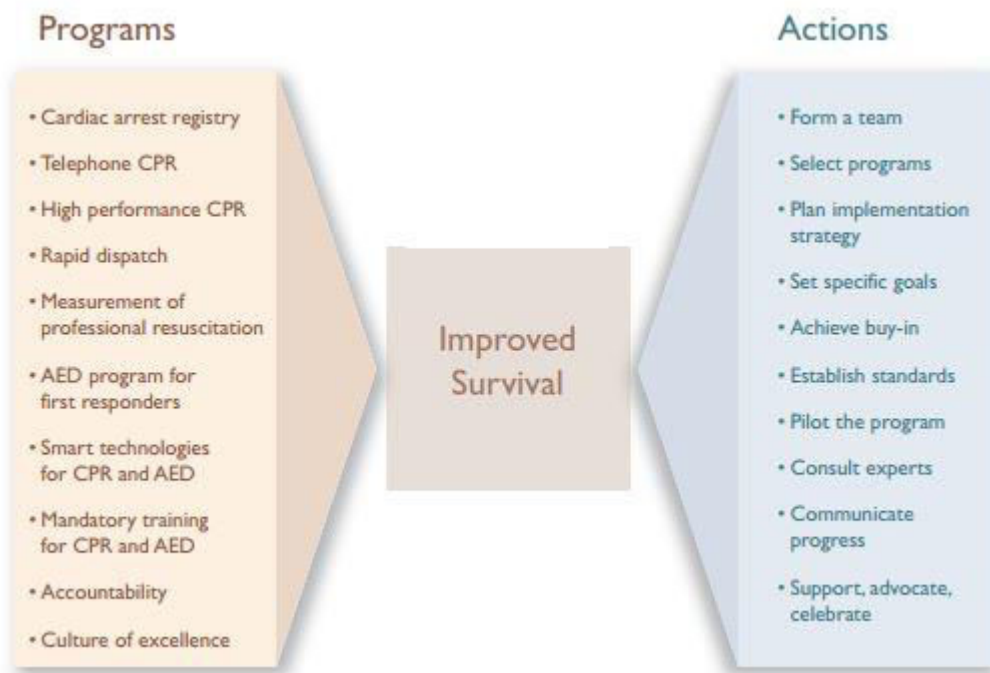 Programs
• Cardiac arrest registry
• Telephone CPR
• High performance CPR
• Rapid dispatch
• Measurement of
professional resuscitation
• AED program for
first responders
• Smart technologies
for CPR and AED
• Mandatory training
for CPR and AED
• Accountability
• Culture of excellence
Improved
Survival
Actions
• Form a team
• Select programs
• Plan implementation
strategy
• Set specific goals
• Achieve buy-in
• Establish standards
• Pilot the program
• Consult experts
• Communicate
progress
• Support, advocate,
celebrate